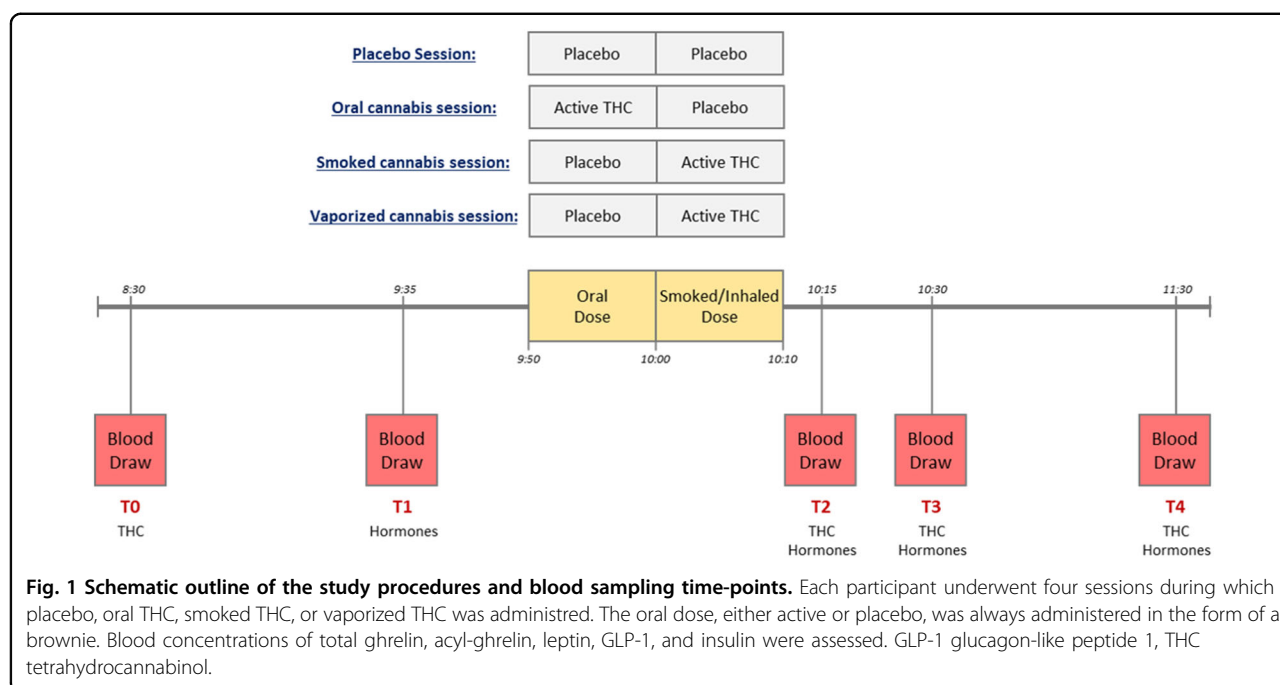 Placebo Session:
Placebo
Placebo
Oral cannabis session:
Active THC
Placebo
Smoked cannabis session:
Placebo
Active THC
Vaporized cannabis session:
Placebo
Active THC
8:30
9:35
Oral
Dose
Smoked/Inhaled
Dose
10:15
10:30
11:30
9:50
10:00
10:10
Blood
Draw
T0
THC
Blood
Draw
T1
Hormones
Blood
Draw
T2
THC
Hormones
Blood
Draw
T3
THC
Hormones
Blood
Draw
T4
THC
Hormones
Fig. 1 Schematic outline of the study procedures and blood sampling time-points. Each participant underwent four sessions during which
placebo, oral THC, smoked THC, or vaporized THC was administred. The oral dose, either active or placebo, was always administered in the form of a
brownie. Blood concentrations of total ghrelin, acyl-ghrelin, leptin, GLP-1, and insulin were assessed. GLP-1 glucagon-like peptide 1, THC
tetrahydrocannabinol.